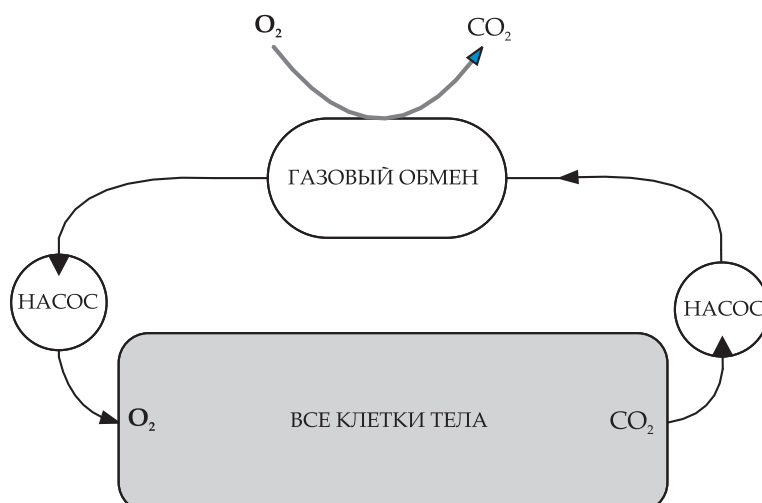 O₂ CO₂
ГАЗОВЫЙ ОБМЕН
НАСОС НАСОС
O₂ ВСЕ КЛЕТКИ ТЕЛА CO₂